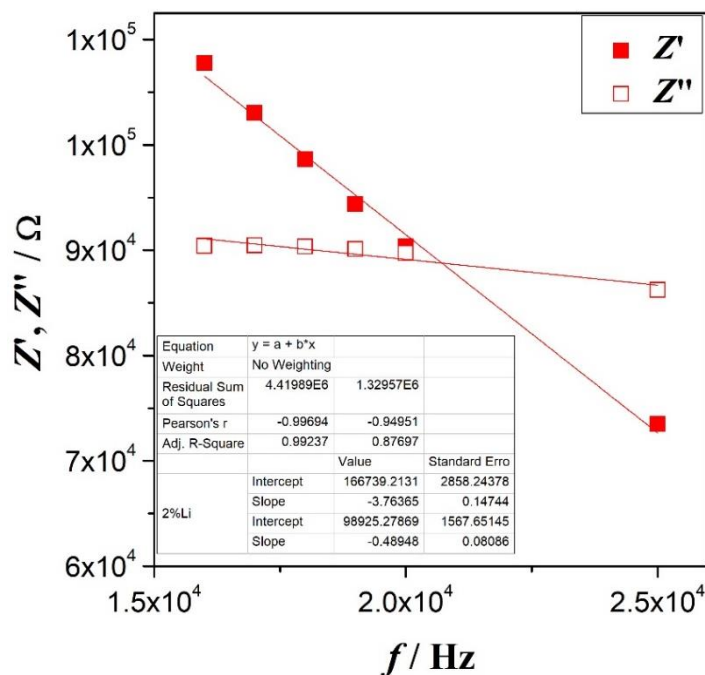 1x10⁵
1x10⁵
9x10⁴
8x10⁴
7x10⁴
6x10⁴
Z', Z'' / Ω
Z'
Z''
Equation y = a + b*x
Weight No Weighting
Residual Sum of Squares 4.41989E6 1.32957E6
Pearson's r -0.99694 -0.94951
Adj. R-Square 0.99237 0.87697
Value Standard Erro
2%Li Intercept 166739.2131 2858.24378
Slope -3.76365 0.14744
Intercept 98925.27869 1567.65145
Slope -0.48948 0.08086
1.5x10⁴ 2.0x10⁴ 2.5x10⁴
f / Hz